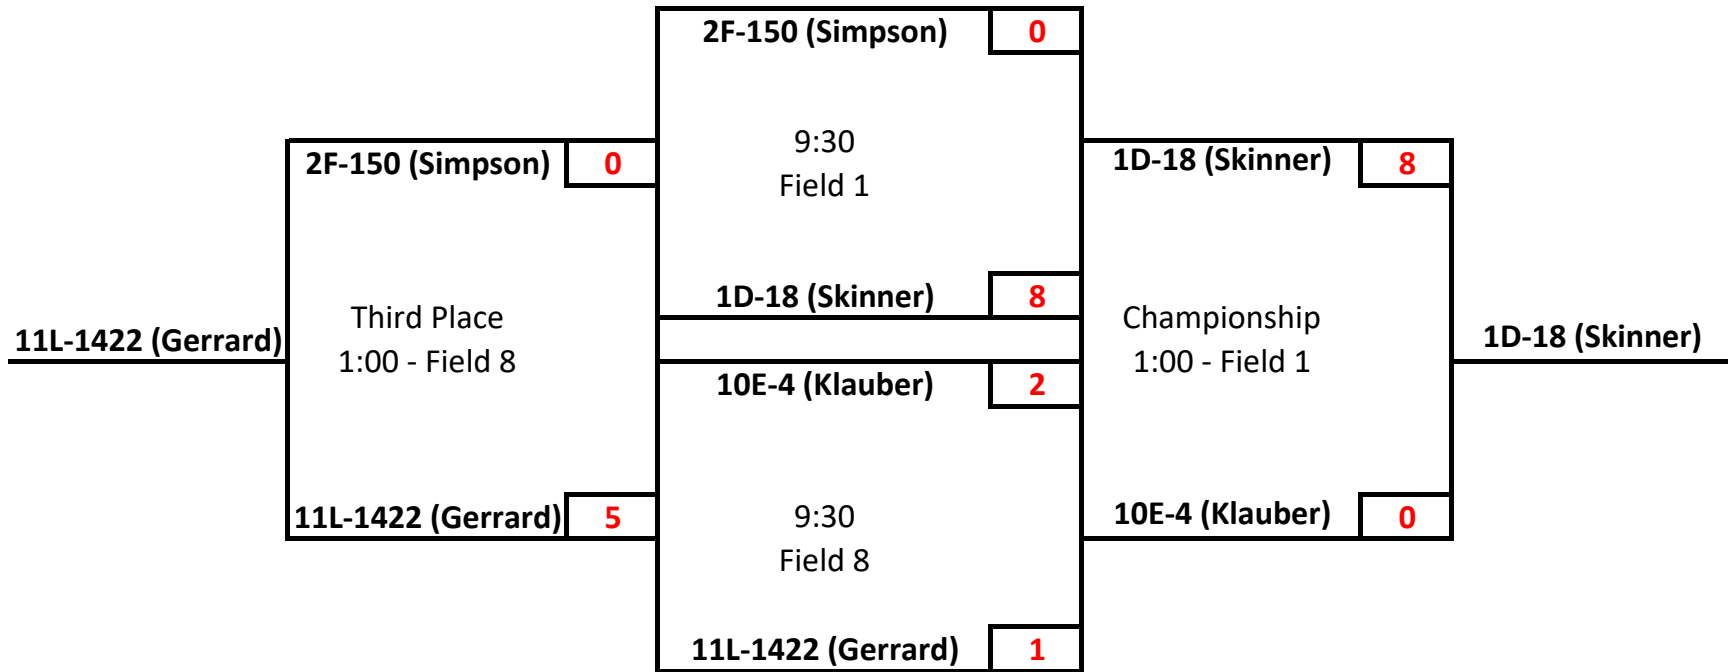 2F-150 (Simpson) 0
9:30
Field 1
1D-18 (Skinner) 8
2F-150 (Simpson) 0
Third Place
1:00 - Field 8
11L-1422 (Gerrard)
11L-1422 (Gerrard) 5
10E-4 (Klauber) 2
9:30
Field 8
11L-1422 (Gerrard) 1
1D-18 (Skinner) 8
Championship
1:00 - Field 1
10E-4 (Klauber) 0
1D-18 (Skinner)